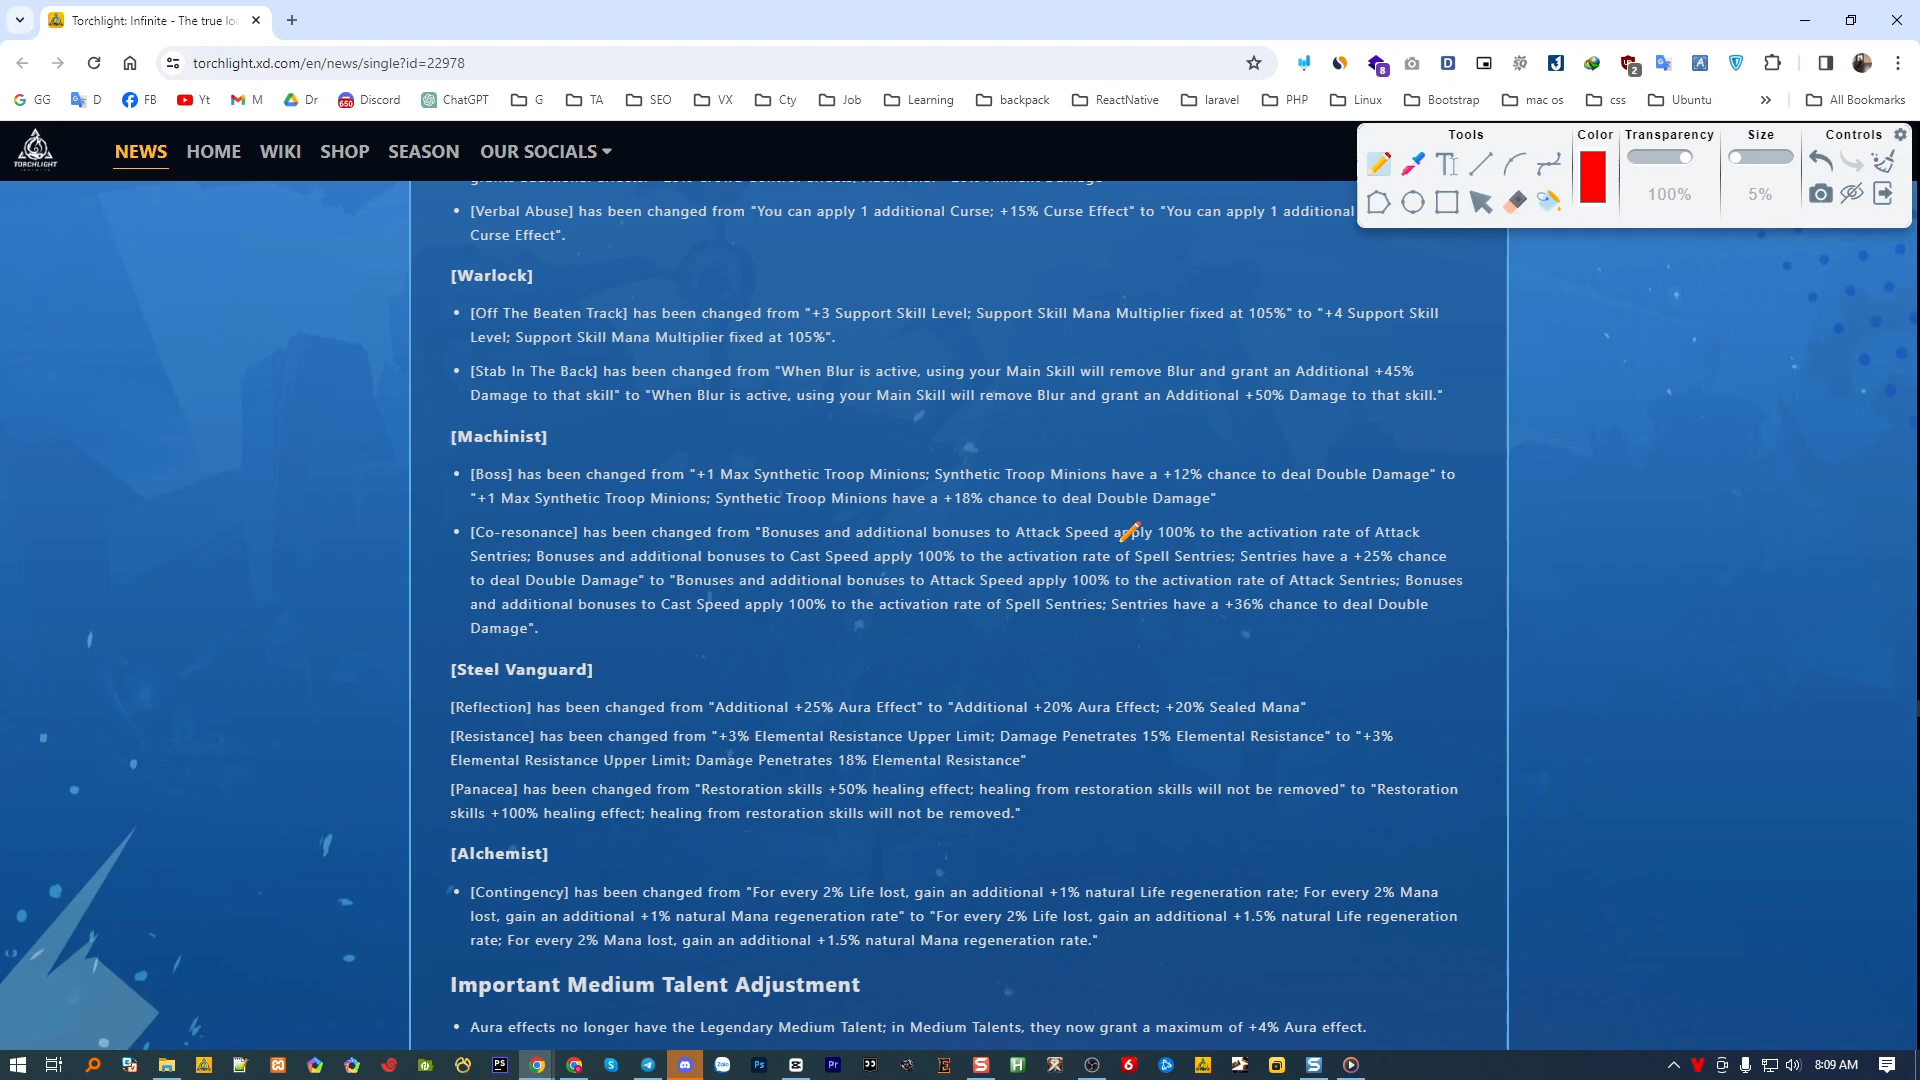 Torchlight: Infinite - The true lo
torchlight.xd.com/en/news/single?id=22978
8
2
GG
D
FB
Yt
M
Dr
650
Discord
ChatGPT
G
TA
SEO
VX
Cty
Job
Learning
backpack
ReactNative
laravel
PHP
Linux
Bootstrap
mac os
css
Ubuntu
»
All Bookmarks
TORCHLIGHT
NEWS
HOME
WIKI
SHOP
SEASON
OUR SOCIALS
Tools
Color
Transparency
Size
Controls
100%
5%
• [Verbal Abuse] has been changed from "You can apply 1 additional Curse; +15% Curse Effect" to "You can apply 1 additional
Curse Effect".
[Warlock]
• [Off The Beaten Track] has been changed from "+3 Support Skill Level; Support Skill Mana Multiplier fixed at 105%" to "+4 Support Skill
Level; Support Skill Mana Multiplier fixed at 105%".
• [Stab In The Back] has been changed from "When Blur is active, using your Main Skill will remove Blur and grant an Additional +45%
Damage to that skill" to "When Blur is active, using your Main Skill will remove Blur and grant an Additional +50% Damage to that skill."
[Machinist]
• [Boss] has been changed from "+1 Max Synthetic Troop Minions; Synthetic Troop Minions have a +12% chance to deal Double Damage" to
"+1 Max Synthetic Troop Minions; Synthetic Troop Minions have a +18% chance to deal Double Damage"
• [Co-resonance] has been changed from "Bonuses and additional bonuses to Attack Speed apply 100% to the activation rate of Attack
Sentries; Bonuses and additional bonuses to Cast Speed apply 100% to the activation rate of Spell Sentries; Sentries have a +25% chance
to deal Double Damage" to "Bonuses and additional bonuses to Attack Speed apply 100% to the activation rate of Attack Sentries; Bonuses
and additional bonuses to Cast Speed apply 100% to the activation rate of Spell Sentries; Sentries have a +36% chance to deal Double
Damage".
[Steel Vanguard]
[Reflection] has been changed from "Additional +25% Aura Effect" to "Additional +20% Aura Effect; +20% Sealed Mana"
[Resistance] has been changed from "+3% Elemental Resistance Upper Limit; Damage Penetrates 15% Elemental Resistance" to "+3%
Elemental Resistance Upper Limit; Damage Penetrates 18% Elemental Resistance"
[Panacea] has been changed from "Restoration skills +50% healing effect; healing from restoration skills will not be removed" to "Restoration
skills +100% healing effect; healing from restoration skills will not be removed."
[Alchemist]
• [Contingency] has been changed from "For every 2% Life lost, gain an additional +1% natural Life regeneration rate; For every 2% Mana
lost, gain an additional +1% natural Mana regeneration rate" to "For every 2% Life lost, gain an additional +1.5% natural Life regeneration
rate; For every 2% Mana lost, gain an additional +1.5% natural Mana regeneration rate."
Important Medium Talent Adjustment
• Aura effects no longer have the Legendary Medium Talent; in Medium Talents, they now grant a maximum of +4% Aura effect.
8:09 AM